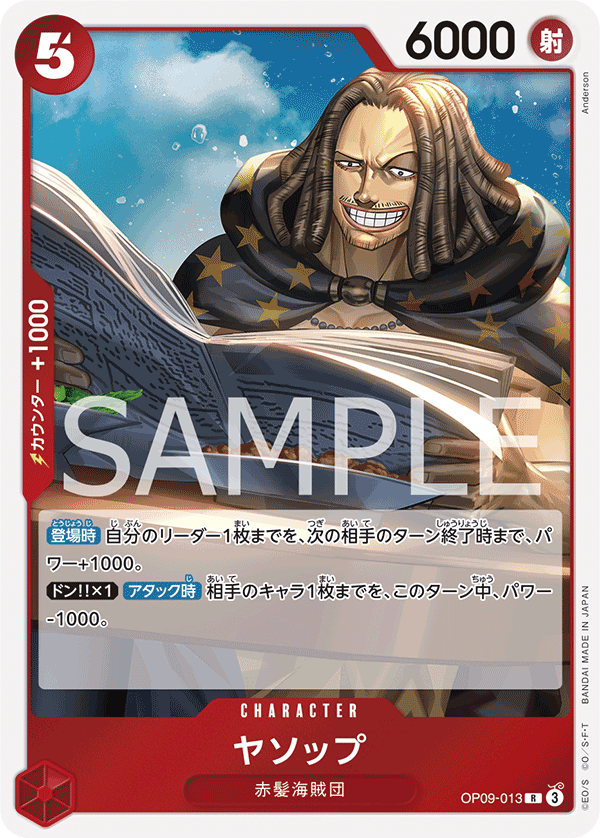 5
6000
射
Anderson
カウンター +1000
SAMPLE
登場時 自分のリーダー1枚までを、次の相手のターン終了時まで、パ
ワー+1000。
ドン!!×1 アタック時 相手のキャラ1枚までを、このターン中、パワー
-1000。
CHARACTER
ヤソップ
赤髪海賊団
OP09-013 R 3
©E.O/S ©O/S・F・T BANDAI MADE IN JAPAN